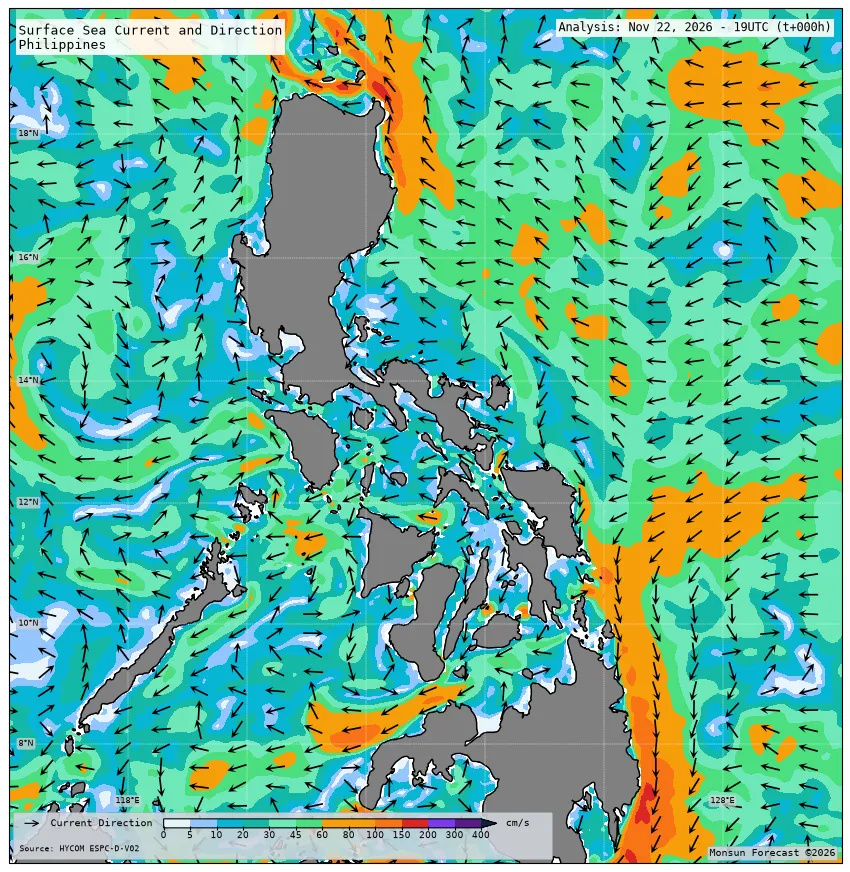 Surface Sea Current and Direction
Philippines
Analysis: Nov 22, 2026 - 19UTC (t+000h)
18°N
16°N
14°N
12°N
10°N
8°N
118°E
128°E
Current Direction
0 5 10 20 30 45 60 80 100 150 200 300 400
cm/s
Source: HYCOM ESPC-D-V02
Monsun Forecast ©2026